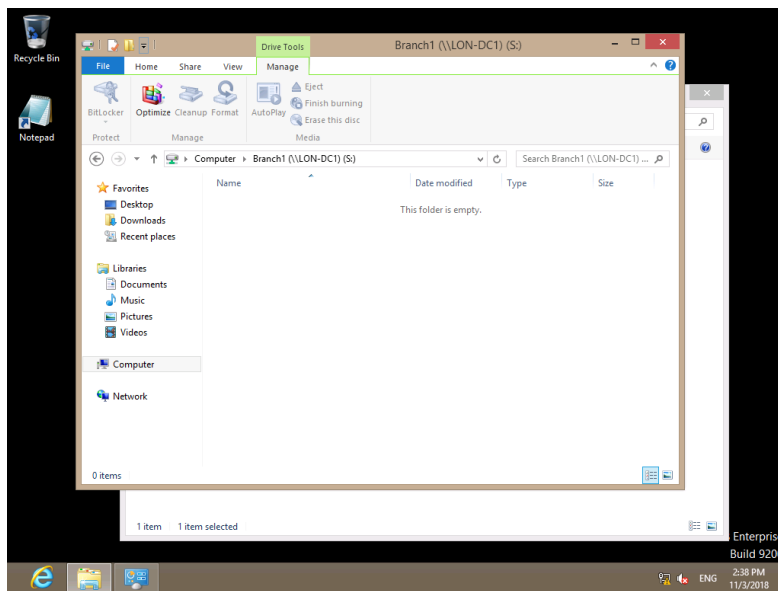 Recycle Bin
Notepad
Drive Tools
Branch1 (\\LON-DC1) (S:)
File Home Share View Manage
BitLocker
Optimize Cleanup Format
AutoPlay
Eject
Finish burning
Erase this disc
Protect Manage Media
Computer Branch1 (\\LON-DC1) (S:)
Search Branch1 (\\LON-DC1) ...
Name Date modified Type Size
This folder is empty.
Favorites
Desktop
Downloads
Recent places
Libraries
Documents
Music
Pictures
Videos
Computer
Network
0 items
1 item 1 item selected
Enterpris
Build 920
ENG
2:38 PM
11/3/2018